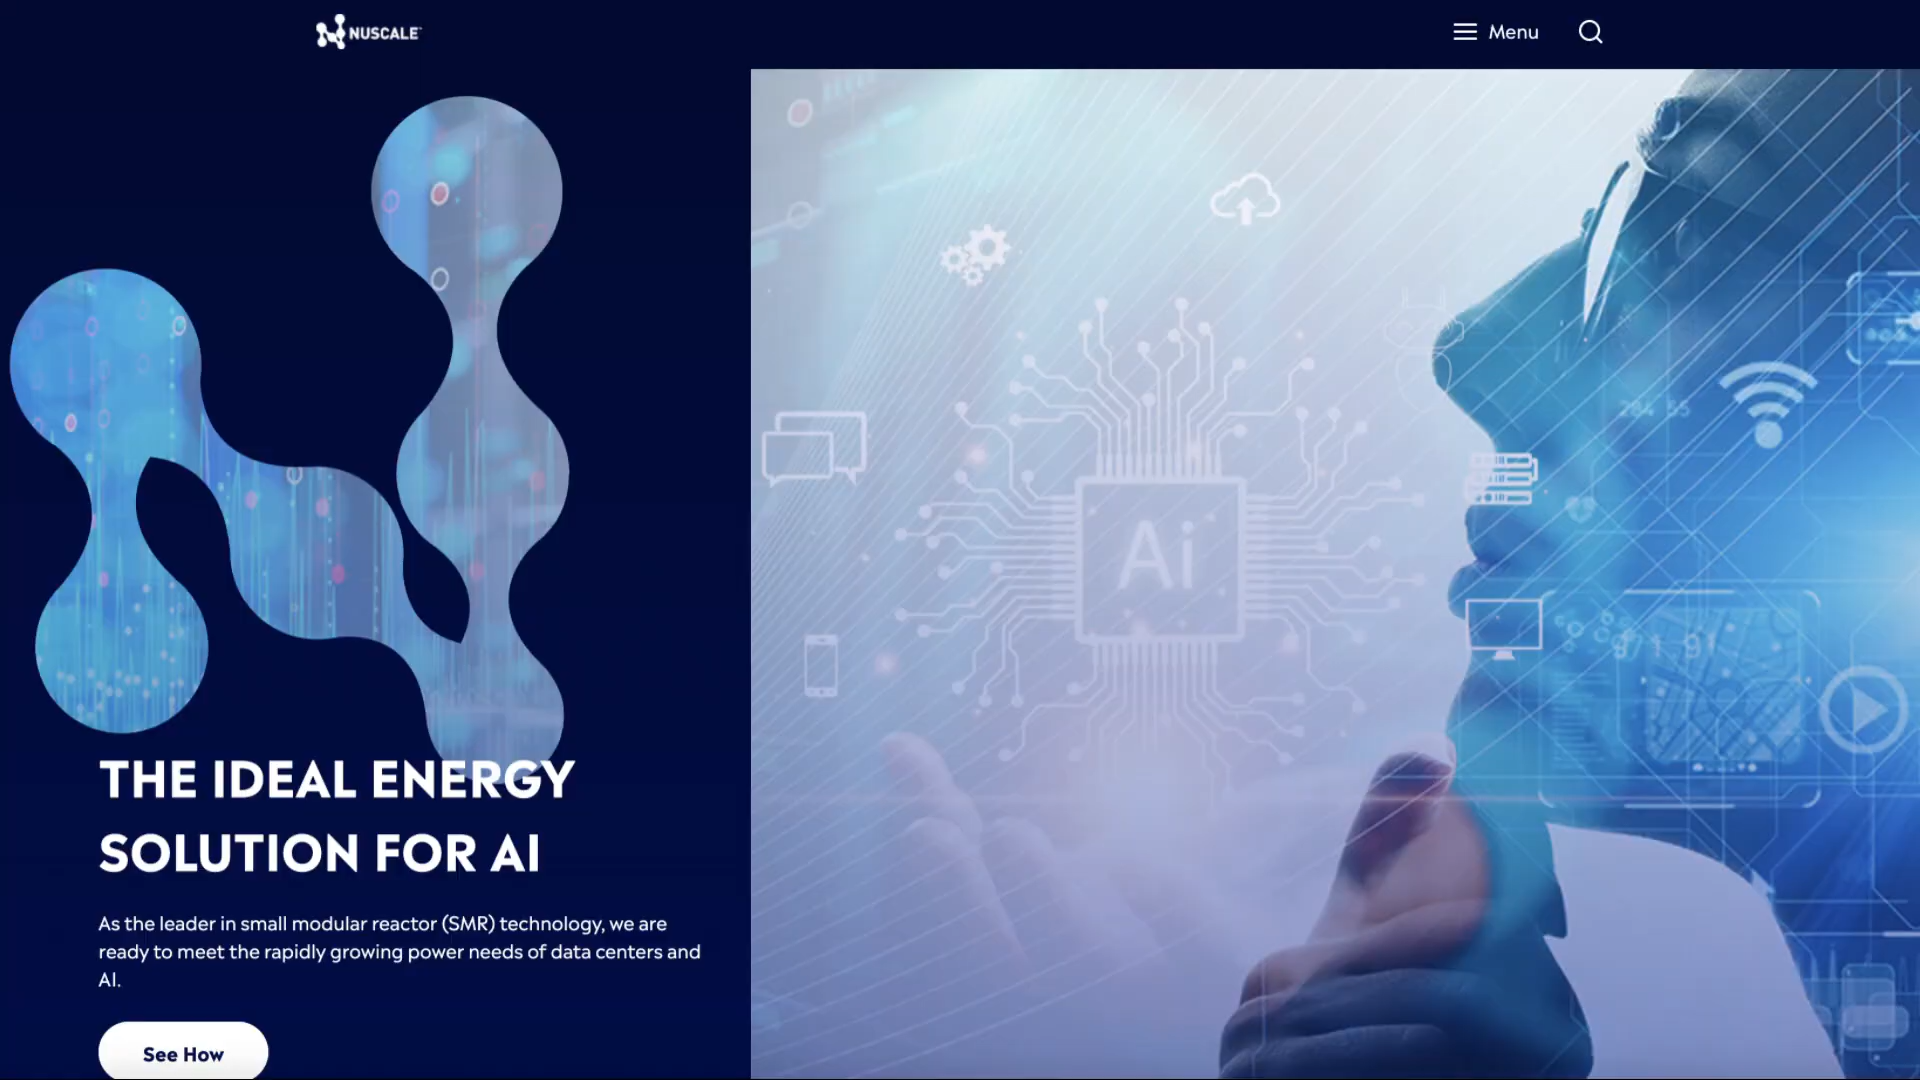 NUSCALE
Menu
Ai
THE IDEAL ENERGY
SOLUTION FOR AI
As the leader in small modular reactor (SMR) technology, we are
ready to meet the rapidly growing power needs of data centers and
AI.
See How